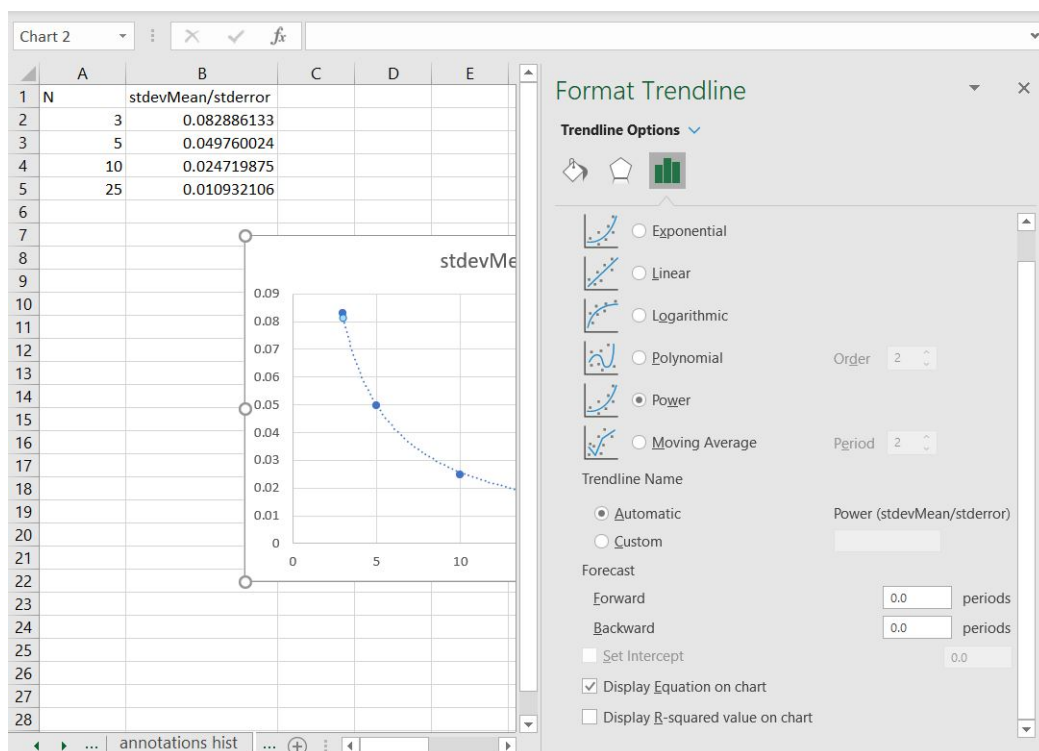 Chart 2
fx
A B C D E
1 N stdevMean/stderror
2 3 0.082886133
3 5 0.049760024
4 10 0.024719875
5 25 0.010932106
6
7
8
9
10
11
12
13
14
15
16
17
18
19
20
21
22
23
24
25
26
27
28
stdevMe
0.09
0.08
0.07
0.06
0.05
0.04
0.03
0.02
0.01
0
0 5 10
... annotations hist ...
Format Trendline
Trendline Options
Exponential
Linear
Logarithmic
Polynomial Order 2
Power
Moving Average Period 2
Trendline Name
Automatic Power (stdevMean/stderror)
Custom
Forecast
Forward 0.0 periods
Backward 0.0 periods
Set Intercept 0.0
Display Equation on chart
Display R-squared value on chart